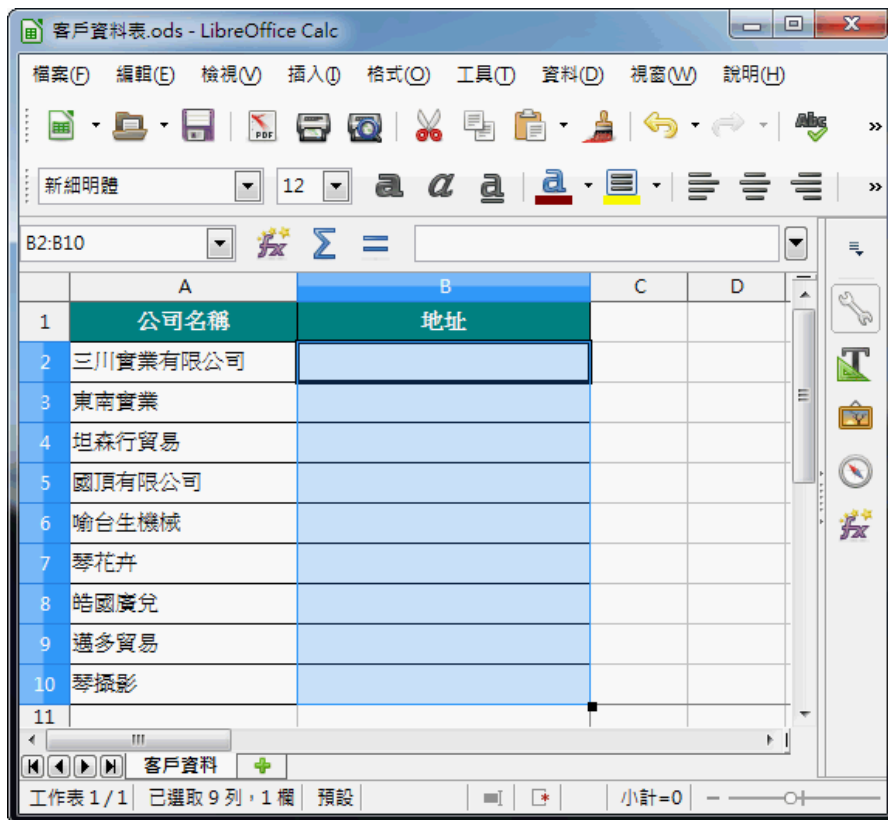 客戶資料表.ods - LibreOffice Calc
檔案(F) 編輯(E) 檢視(V) 插入(I) 格式(O) 工具(T) 資料(D) 視窗(W) 說明(H)
PDF Abc »
新細明體 12 a a a a »
B2:B10 fx Σ =
A B C D
1 公司名稱 地址
2 三川實業有限公司
3 東南實業
4 坦森行貿易
5 國頂有限公司
6 喻台生機械
7 琴花卉
8 皓國廣兌
9 邁多貿易
10 琴攝影
11
客戶資料
工作表 1 / 1 已選取 9 列，1 欄 預設 小計=0